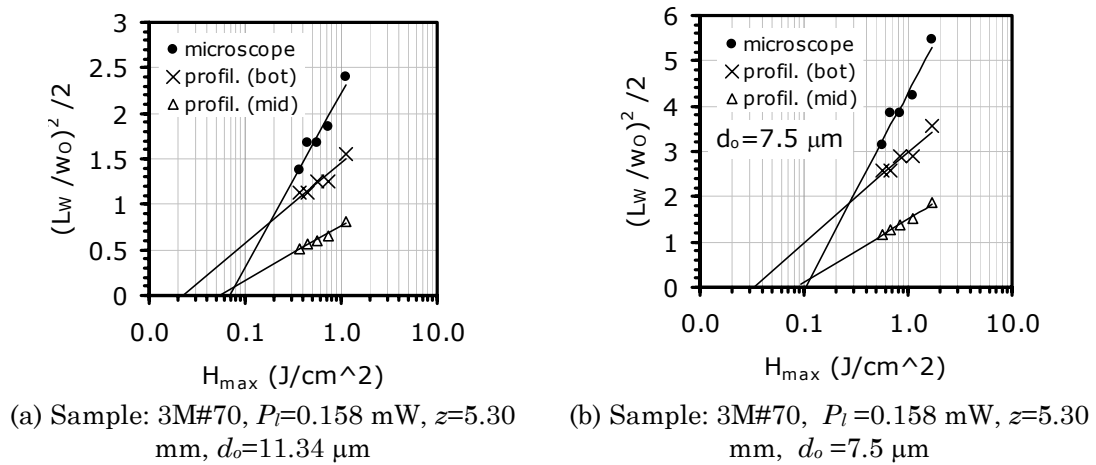 3
2.5
2
1.5
1
0.5
0
(Lw /wo)² /2
● microscope
× profil. (bot)
△ profil. (mid)
0.0 0.1 1.0 10.0
Hmax (J/cm^2)
(a) Sample: 3M#70, Pl=0.158 mW, z=5.30
mm, do=11.34 μm
6
5
4
3
2
1
0
(Lw /wo)² /2
● microscope
× profil. (bot)
△ profil. (mid)
do=7.5 μm
0.0 0.1 1.0 10.0
Hmax (J/cm^2)
(b) Sample: 3M#70, Pl =0.158 mW, z=5.30
mm, do =7.5 μm